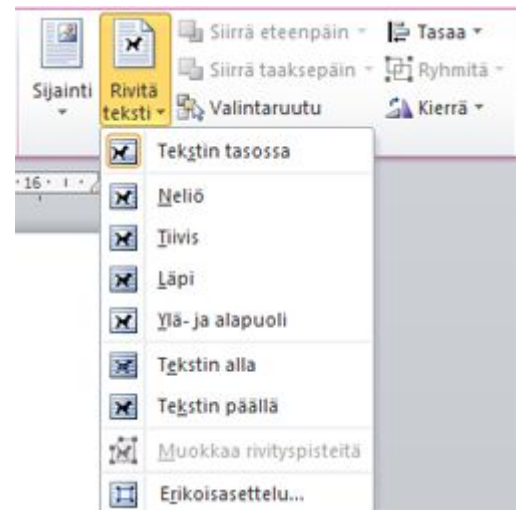 Sijainti
Rivitä
teksti
Siirrä eteenpäin
Siirrä taaksepäin
Valintaruutu
Tasaa
Ryhmitä
Kierrä
16
Tekstin tasossa
Neliö
Tiivis
Läpi
Ylä- ja alapuoli
Tekstin alla
Tekstin päällä
Muokkaa rivityspisteitä
Erikoisasettelu...